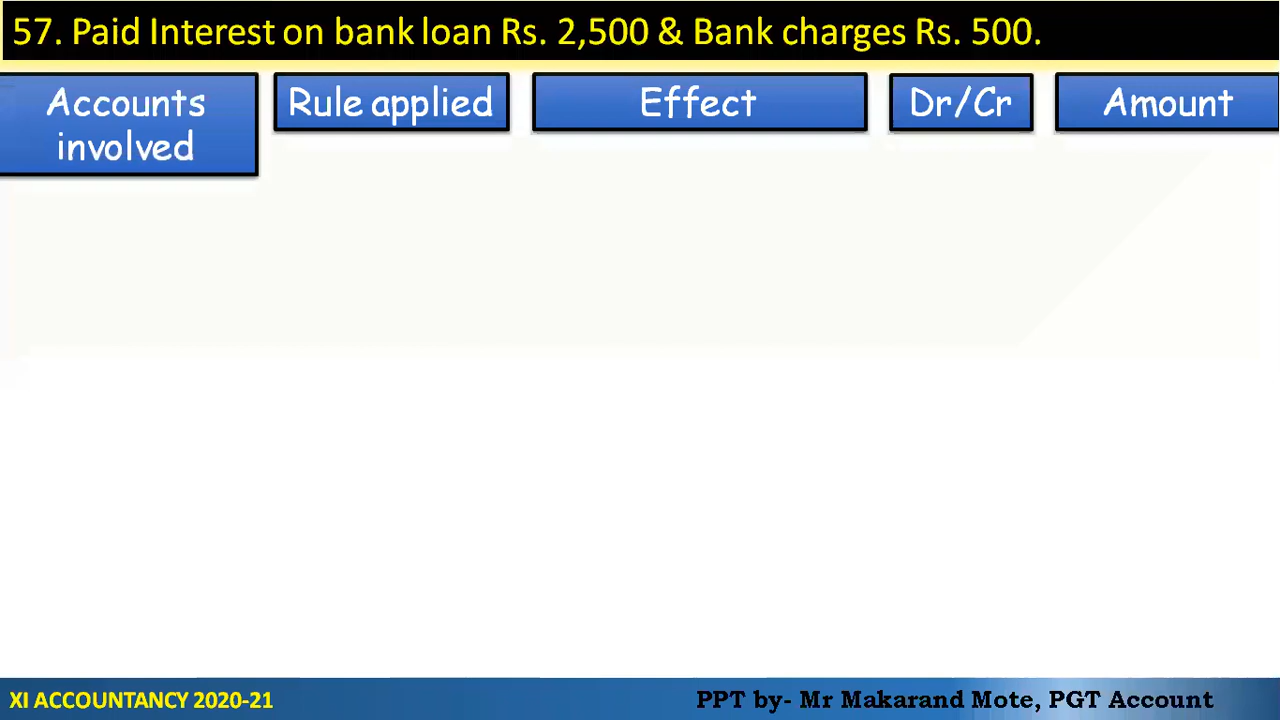 57. Paid Interest on bank loan Rs. 2,500 & Bank charges Rs. 500.
Accounts
involved
Rule applied
Effect
Dr/Cr
Amount
XI ACCOUNTANCY 2020-21
PPT by- Mr Makarand Mote, PGT Account